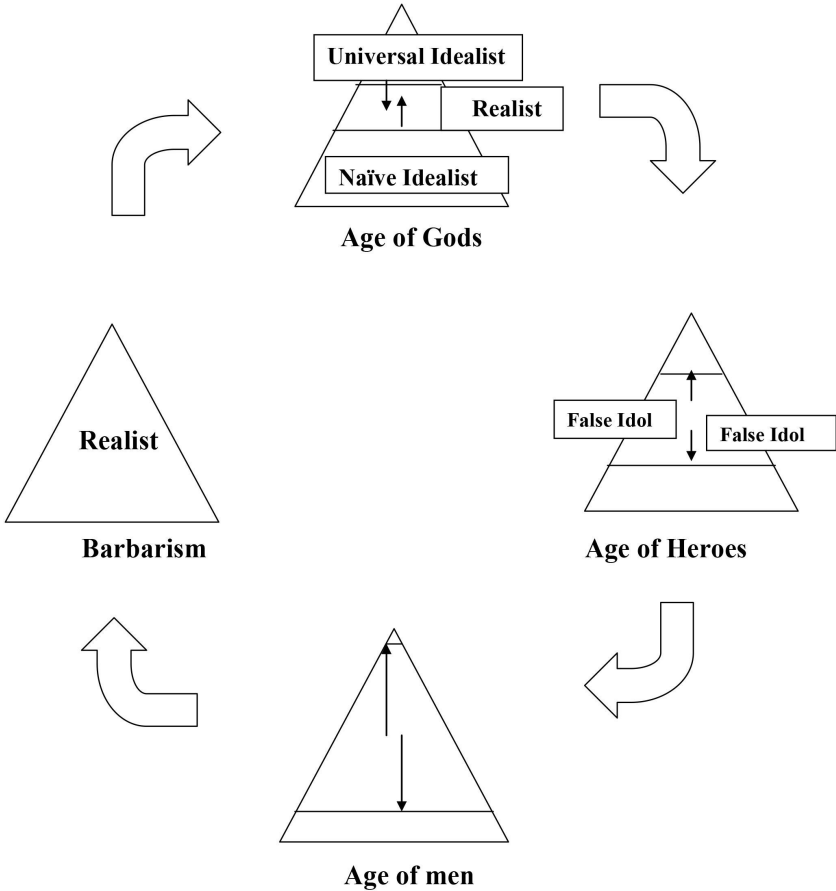 Universal Idealist
Realist
Naïve Idealist
Age of Gods
False Idol
False Idol
Age of Heroes
Realist
Barbarism
Age of men